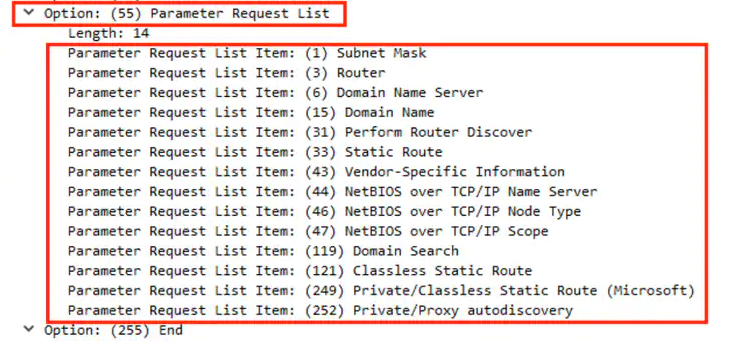 Option: (55) Parameter Request List
Length: 14
Parameter Request List Item: (1) Subnet Mask
Parameter Request List Item: (3) Router
Parameter Request List Item: (6) Domain Name Server
Parameter Request List Item: (15) Domain Name
Parameter Request List Item: (31) Perform Router Discover
Parameter Request List Item: (33) Static Route
Parameter Request List Item: (43) Vendor-Specific Information
Parameter Request List Item: (44) NetBIOS over TCP/IP Name Server
Parameter Request List Item: (46) NetBIOS over TCP/IP Node Type
Parameter Request List Item: (47) NetBIOS over TCP/IP Scope
Parameter Request List Item: (119) Domain Search
Parameter Request List Item: (121) Classless Static Route
Parameter Request List Item: (249) Private/Classless Static Route (Microsoft)
Parameter Request List Item: (252) Private/Proxy autodiscovery
Option: (255) End